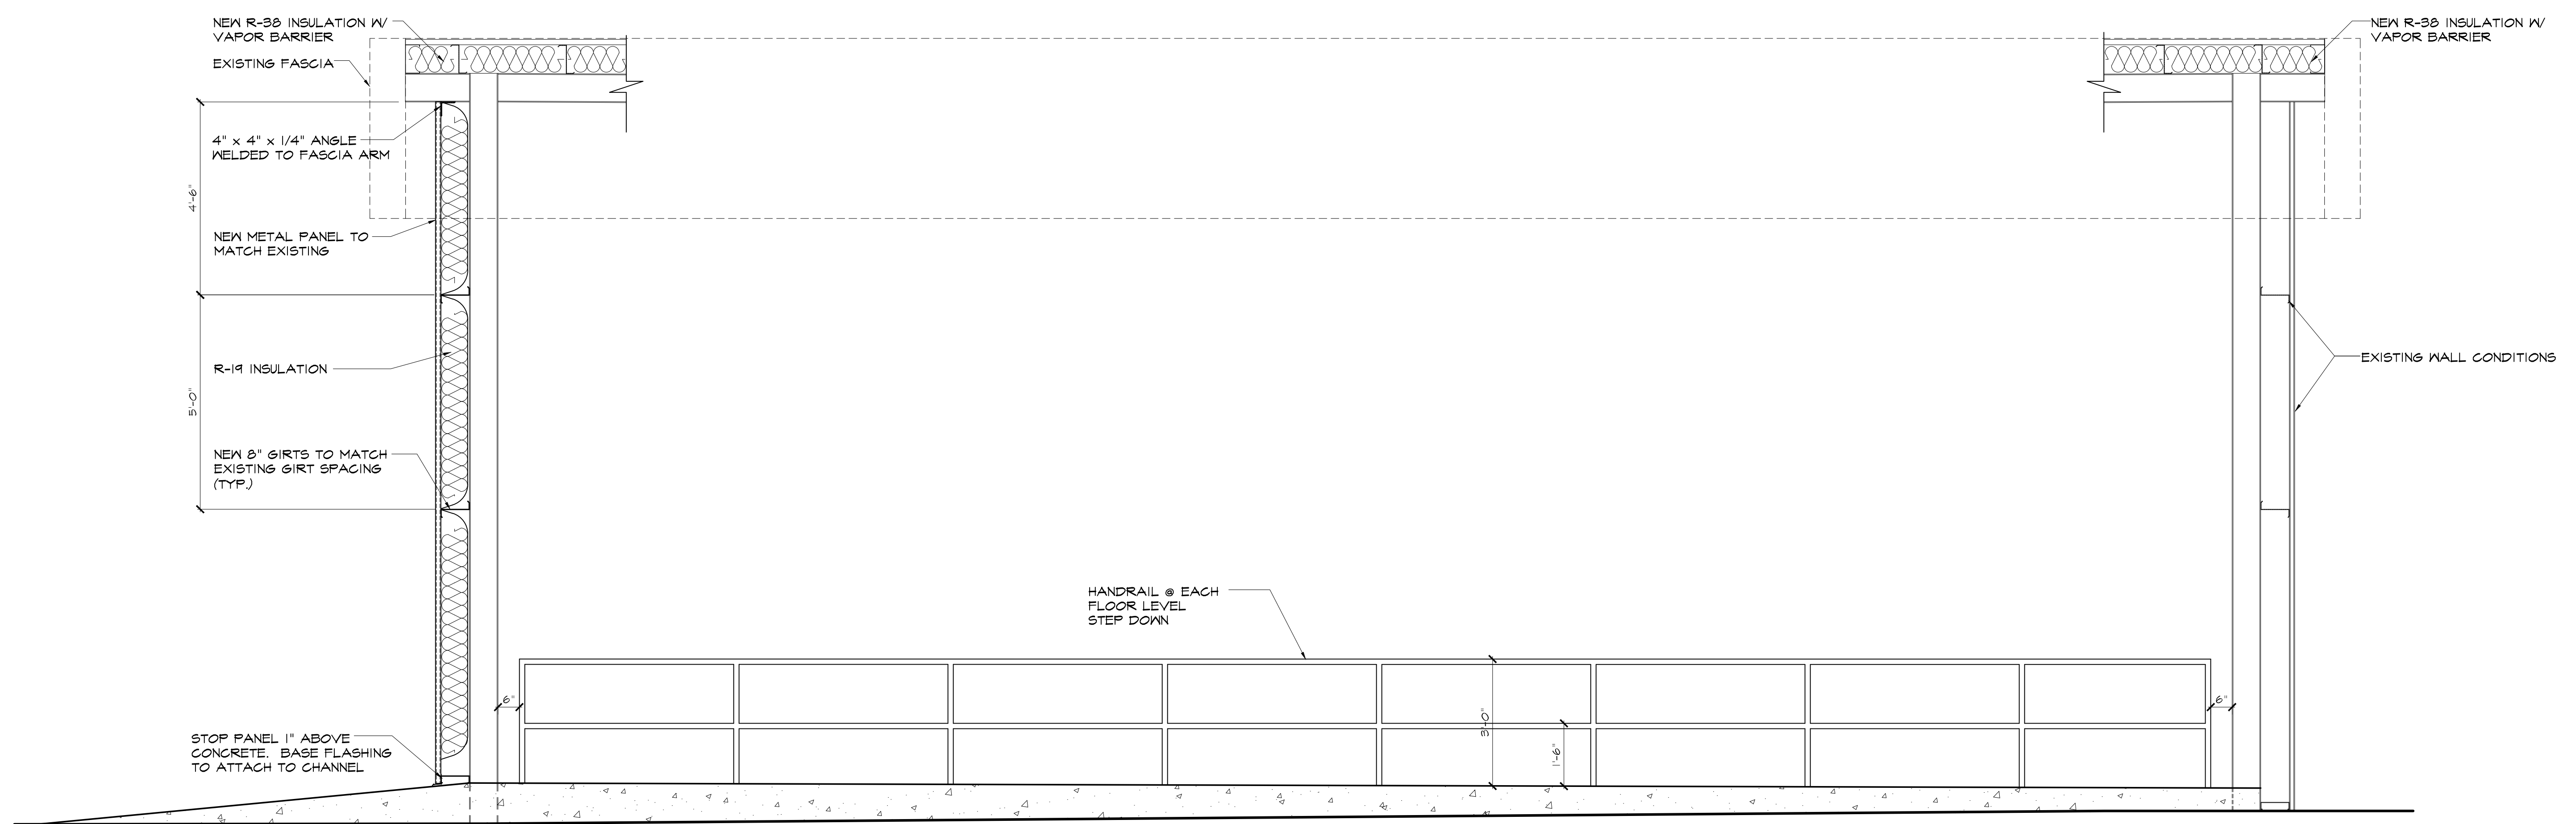 NEW R-38 INSULATION W/
VAPOR BARRIER
EXISTING FASCIA
4" x 4" x 1/4" ANGLE
WELDED TO FASCIA ARM
4'-6"
NEW METAL PANEL TO
MATCH EXISTING
R-19 INSULATION
5'-0"
NEW 8" GIRTS TO MATCH
EXISTING GIRT SPACING
(TYP.)
STOP PANEL 1" ABOVE
CONCRETE. BASE FLASHING
TO ATTACH TO CHANNEL
6"
HANDRAIL @ EACH
FLOOR LEVEL
STEP DOWN
3'-0"
1'-6"
6"
NEW R-38 INSULATION W/
VAPOR BARRIER
EXISTING WALL CONDITIONS